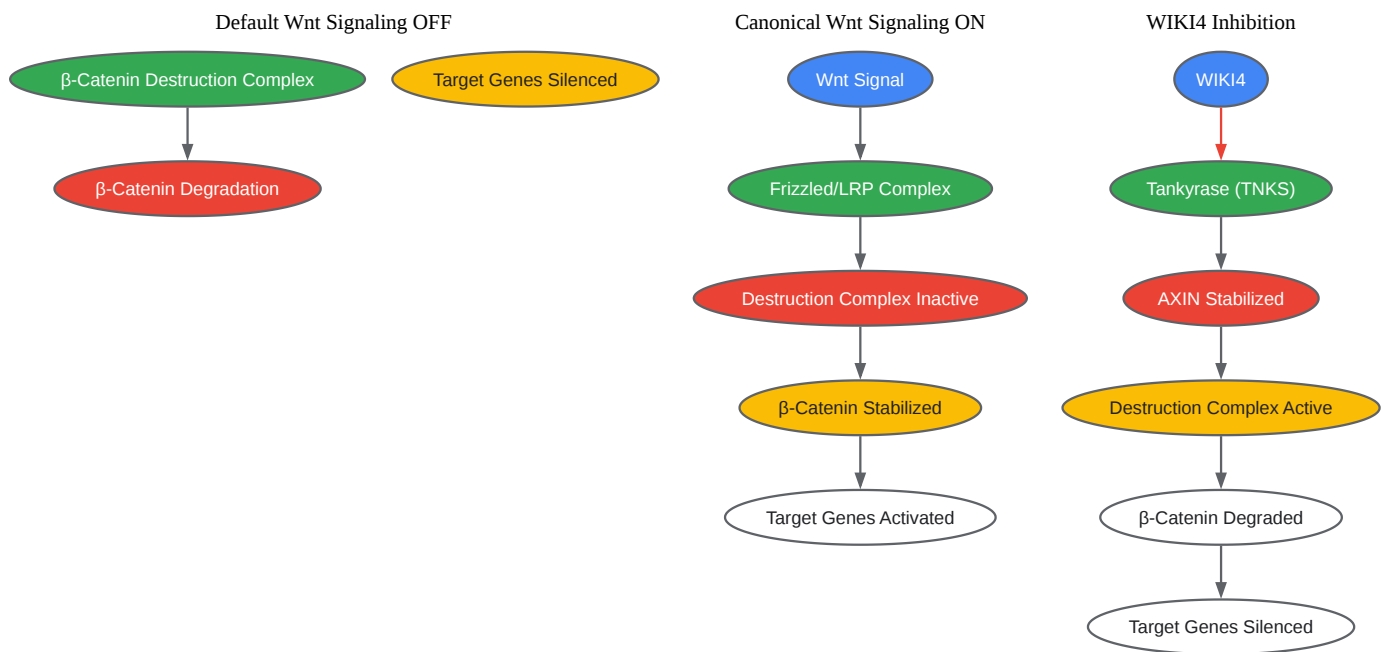 Default Wnt Signaling OFF
β-Catenin Destruction Complex
Target Genes Silenced
β-Catenin Degradation
Canonical Wnt Signaling ON
Wnt Signal
Frizzled/LRP Complex
Destruction Complex Inactive
β-Catenin Stabilized
Target Genes Activated
WIKI4 Inhibition
WIKI4
Tankyrase (TNKS)
AXIN Stabilized
Destruction Complex Active
β-Catenin Degraded
Target Genes Silenced